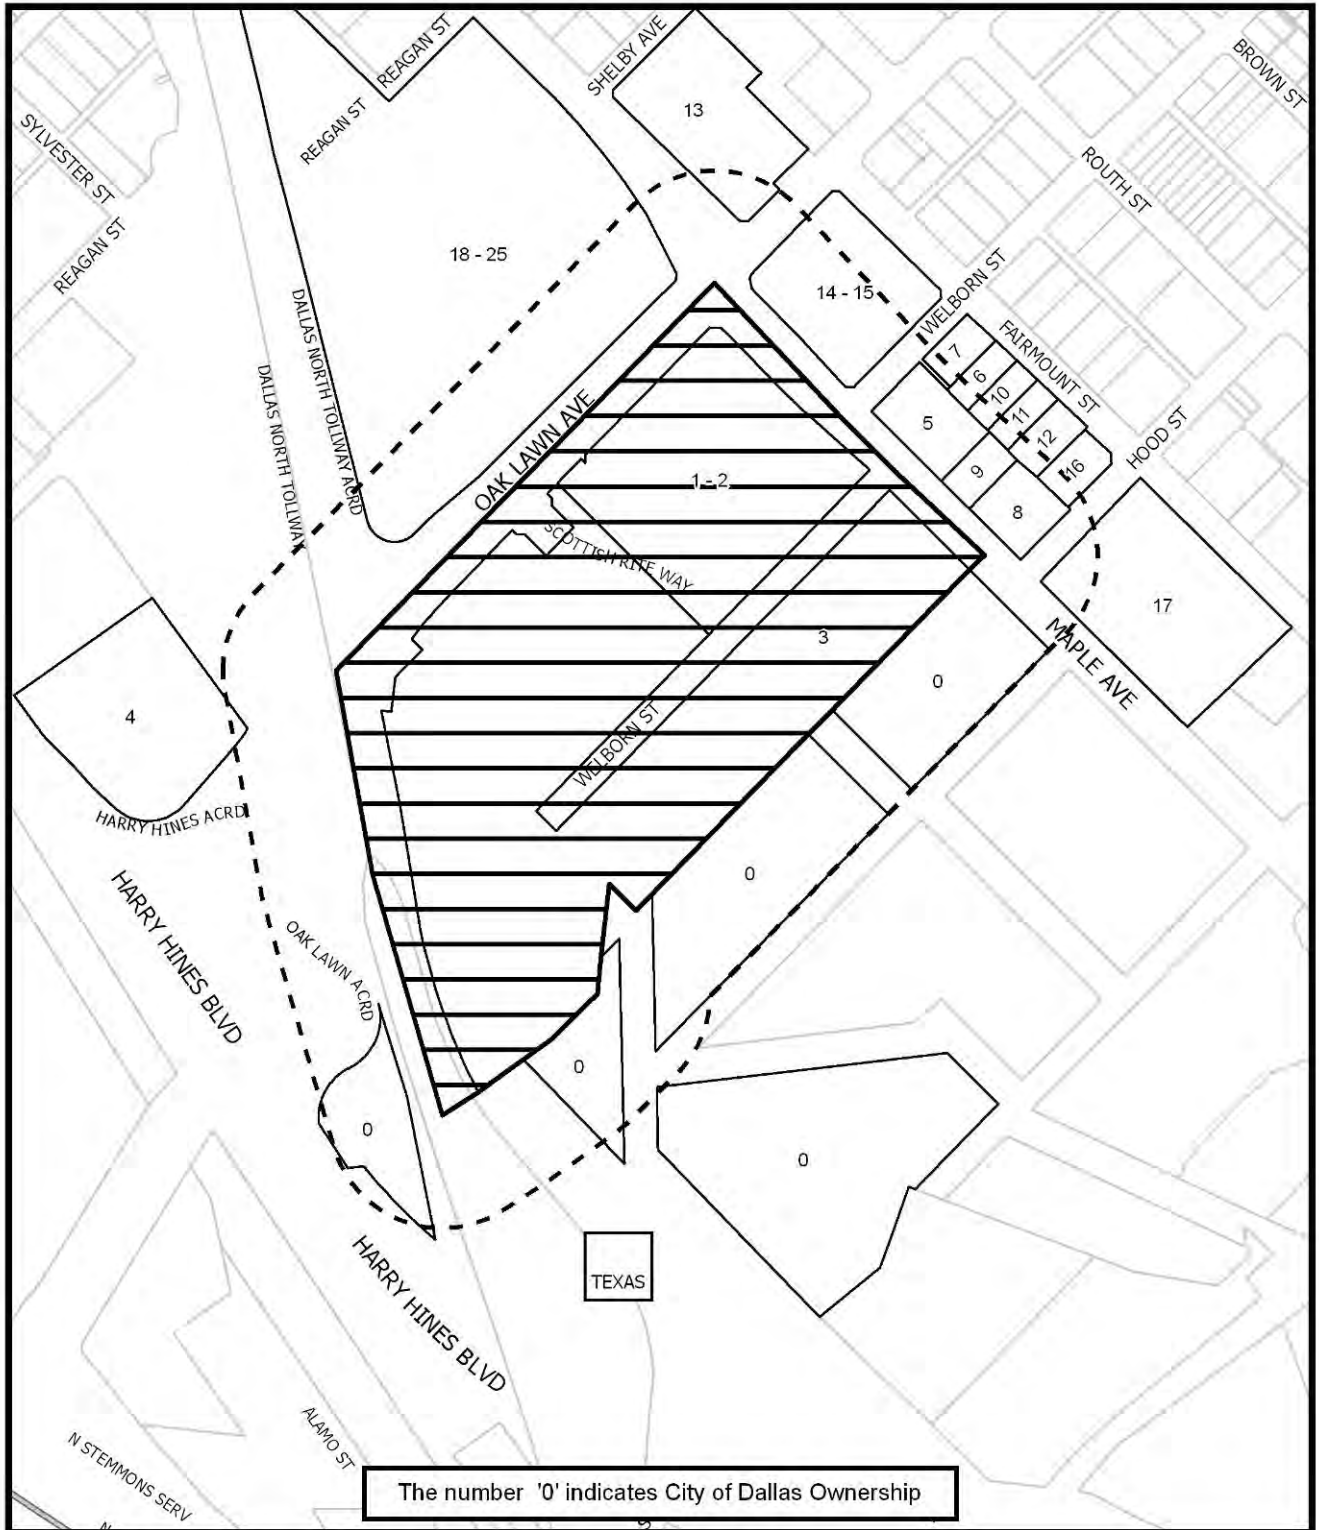 REAGAN ST
SHELBY AVE
BROWN ST
13
REAGAN ST
SYLVESTER ST
ROUTH ST
REAGAN ST
18 - 25
WELBORN ST
14 - 15
DALLAS NORTH TOLLWAY ACRD
FAIRMOUNT ST
7
6
10
11
12
16
HOOD ST
DALLAS NORTH TOLLWAY
OAK LAWN AVE
5
9
8
1 - 2
SCOTTISH RITE WAY
17
3
MAPLE AVE
0
4
WELBORN ST
HARRY HINES ACRD
0
HARRY HINES BLVD
OAK LAWN ACRD
0
0
0
TEXAS
HARRY HINES BLVD
ALAMO ST
N STEMMONS SERV
The number '0' indicates City of Dallas Ownership